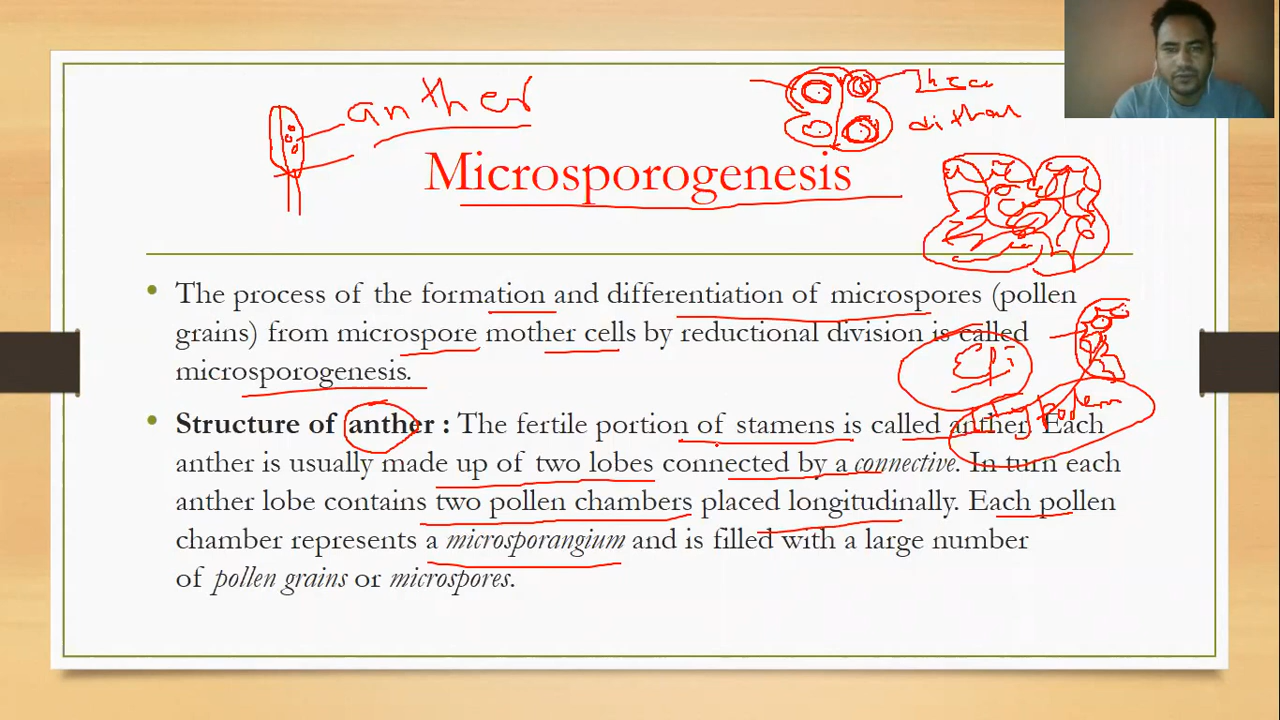 anther
Microsporogenesis
• The process of the formation and differentiation of microspores (pollen
grains) from microspore mother cells by reductional division is called
microsporogenesis.
• Structure of anther : The fertile portion of stamens is called anther. Each
anther is usually made up of two lobes connected by a connective. In turn each
anther lobe contains two pollen chambers placed longitudinally. Each pollen
chamber represents a microsporangium and is filled with a large number
of pollen grains or microspores.